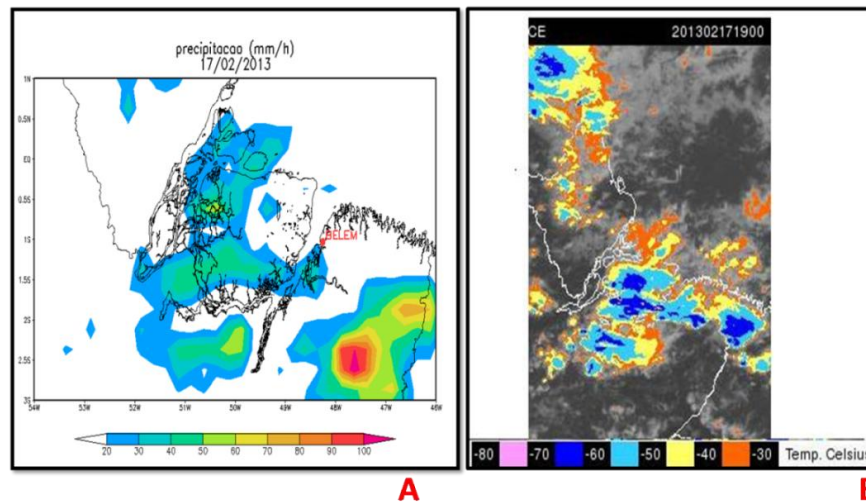 precipitacao (mm/h)
17/02/2013
1N
0.5N
EQ
0.5S
1S
1.5S
2S
2.5S
3S
BELEM
54W 53W 52W 51W 50W 49W 48W 47W 46W
20 30 40 50 60 70 80 90 100
A
CE 201302171900
-80 -70 -60 -50 -40 -30 Temp. Celsiu